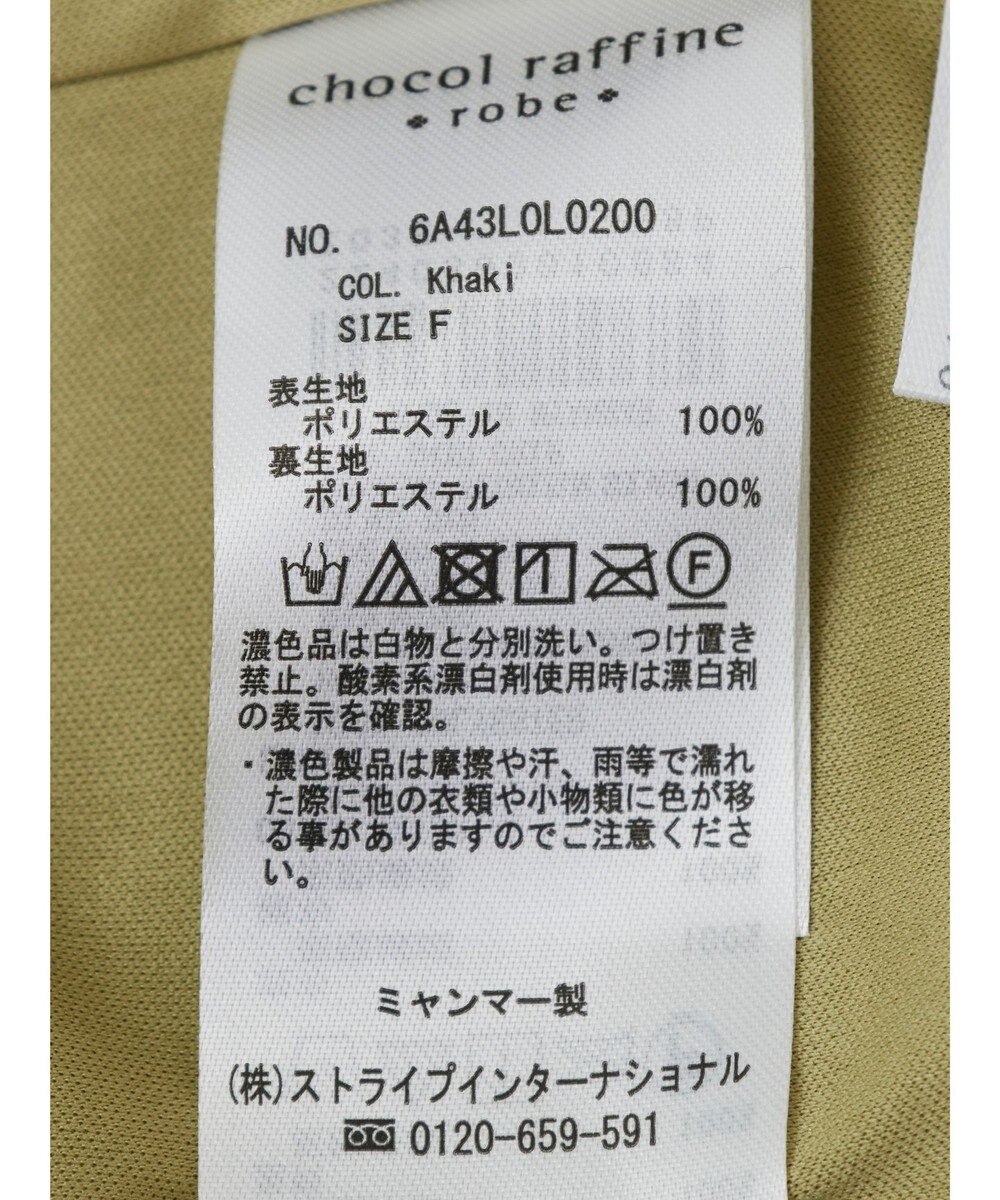 chocol raffine
robe
NO. 6A43L0L0200
COL. Khaki
SIZE F
表生地
ポリエステル 100%
裏生地
ポリエステル 100%
F
濃色品は白物と分別洗い。つけ置き
禁止。酸素系漂白剤使用時は漂白剤
の表示を確認。
・濃色製品は摩擦や汗、雨等で濡れ
た際に他の衣類や小物類に色が移
る事がありますのでご注意くださ
い。
ミャンマー製
(株)ストライプインターナショナル
0120-659-591